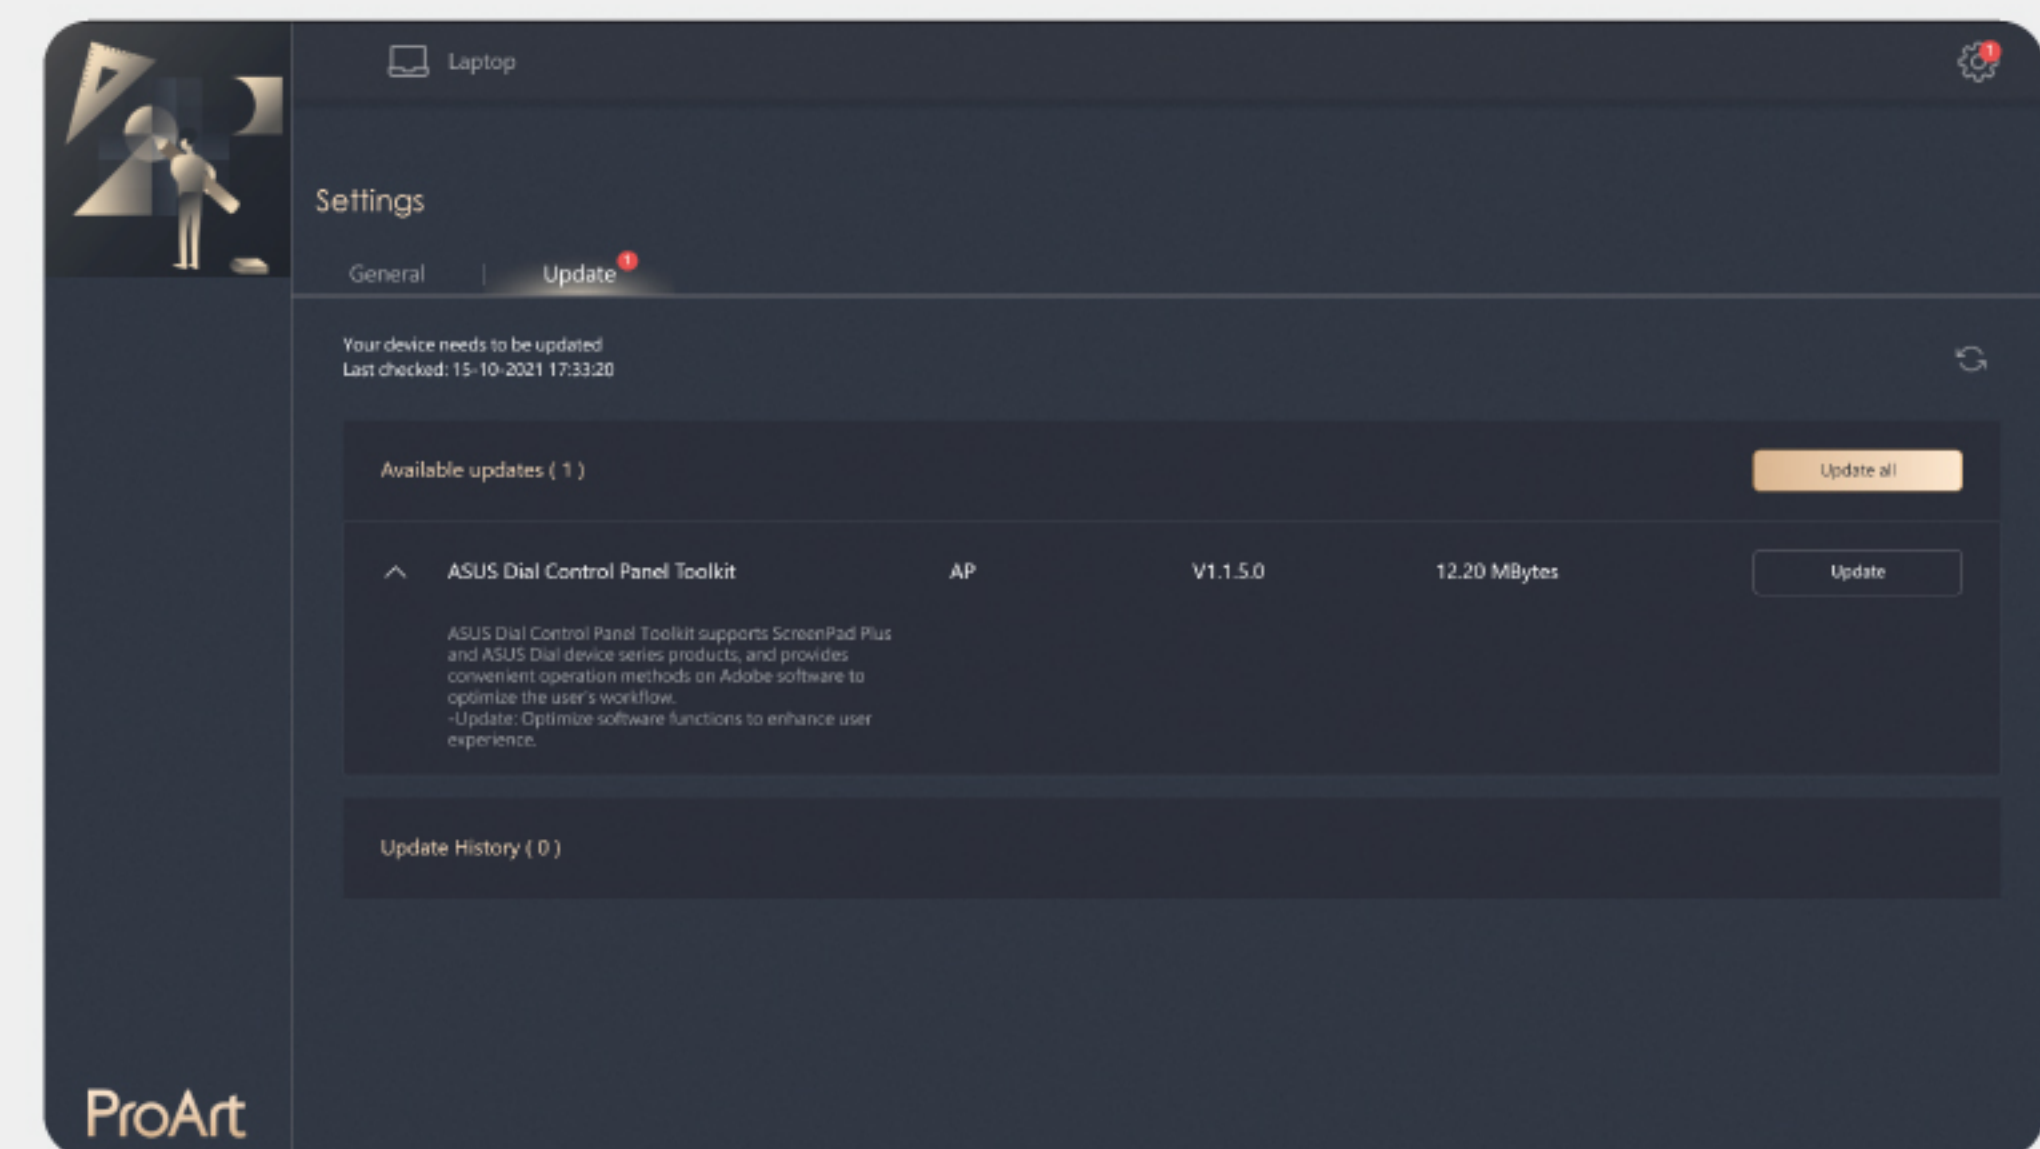 Laptop
1
Settings
General | Update 1
Your device needs to be updated
Last checked: 15-10-2021 17:33:20
Available updates ( 1 )
Update all
ASUS Dial Control Panel Toolkit AP V1.1.5.0 12.20 MBytes Update
ASUS Dial Control Panel Toolkit supports ScreenPad Plus
and ASUS Dial device series products, and provides
convenient operation methods on Adobe software to
optimize the user's workflow.
-Update: Optimize software functions to enhance user
experience.
Update History ( 0 )
ProArt